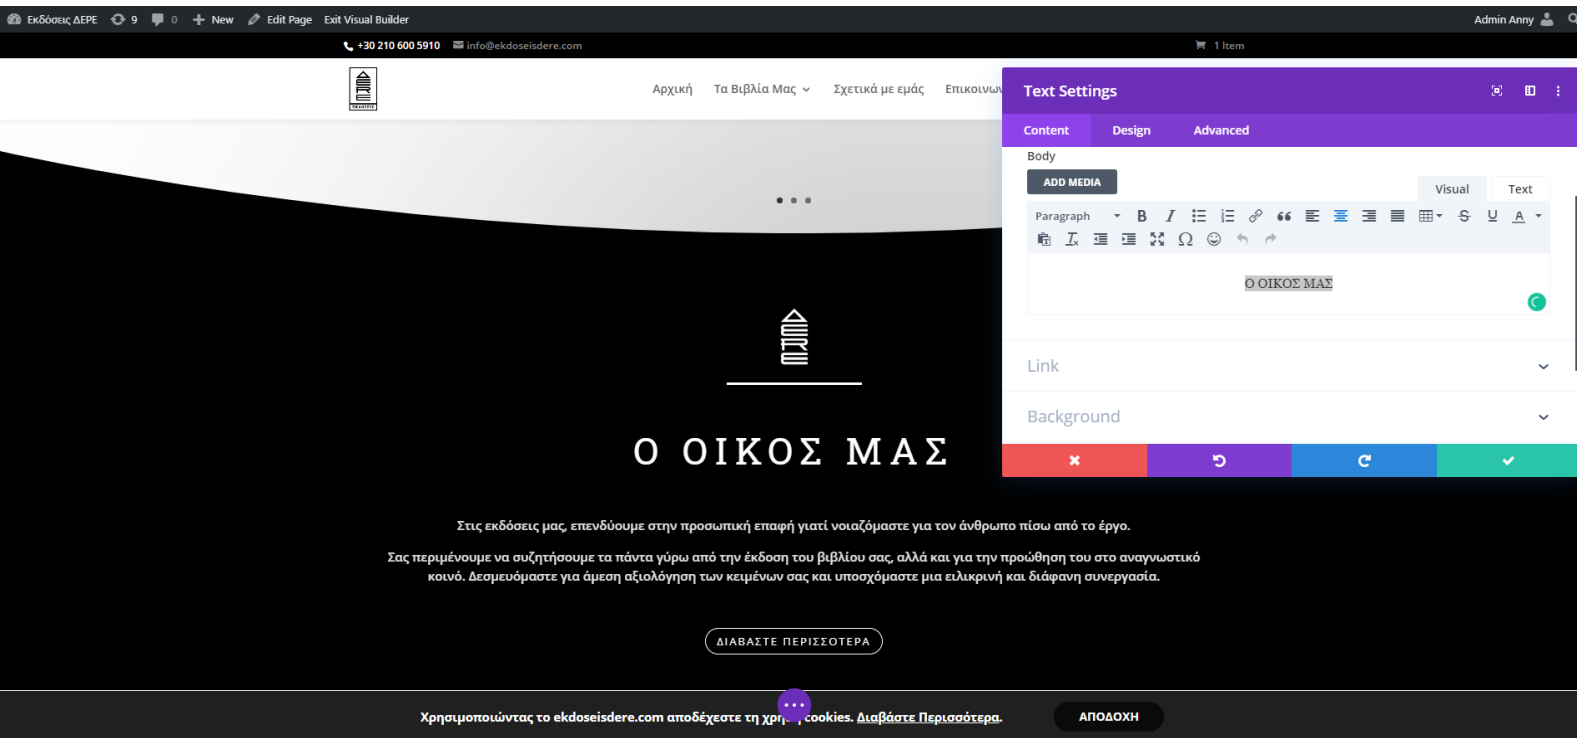 Εκδόσεις ΔΕΡΕ 9 0 New Edit Page Exit Visual Builder Admin Anny
+30 210 600 5910 info@ekdoseisdere.com 1 Item
ΕΚΔΟΣΕΙΣ
Αρχική Τα Βιβλία Μας Σχετικά με εμάς Επικοινων
Text Settings
Content Design Advanced
Body
ADD MEDIA
Visual Text
Paragraph
Ο ΟΙΚΟΣ ΜΑΣ
Link
Background
Ο ΟΙΚΟΣ ΜΑΣ
Στις εκδόσεις μας, επενδύουμε στην προσωπική επαφή γιατί νοιαζόμαστε για τον άνθρωπο πίσω από το έργο.
Σας περιμένουμε να συζητήσουμε τα πάντα γύρω από την έκδοση του βιβλίου σας, αλλά και για την προώθηση του στο αναγνωστικό
κοινό. Δεσμευόμαστε για άμεση αξιολόγηση των κειμένων σας και υποσχόμαστε μια ειλικρινή και διάφανη συνεργασία.
ΔΙΑΒΑΣΤΕ ΠΕΡΙΣΣΟΤΕΡΑ
Χρησιμοποιώντας το ekdoseisdere.com αποδέχεστε τη χρήση cookies. Διαβάστε Περισσότερα. ΑΠΟΔΟΧΗ